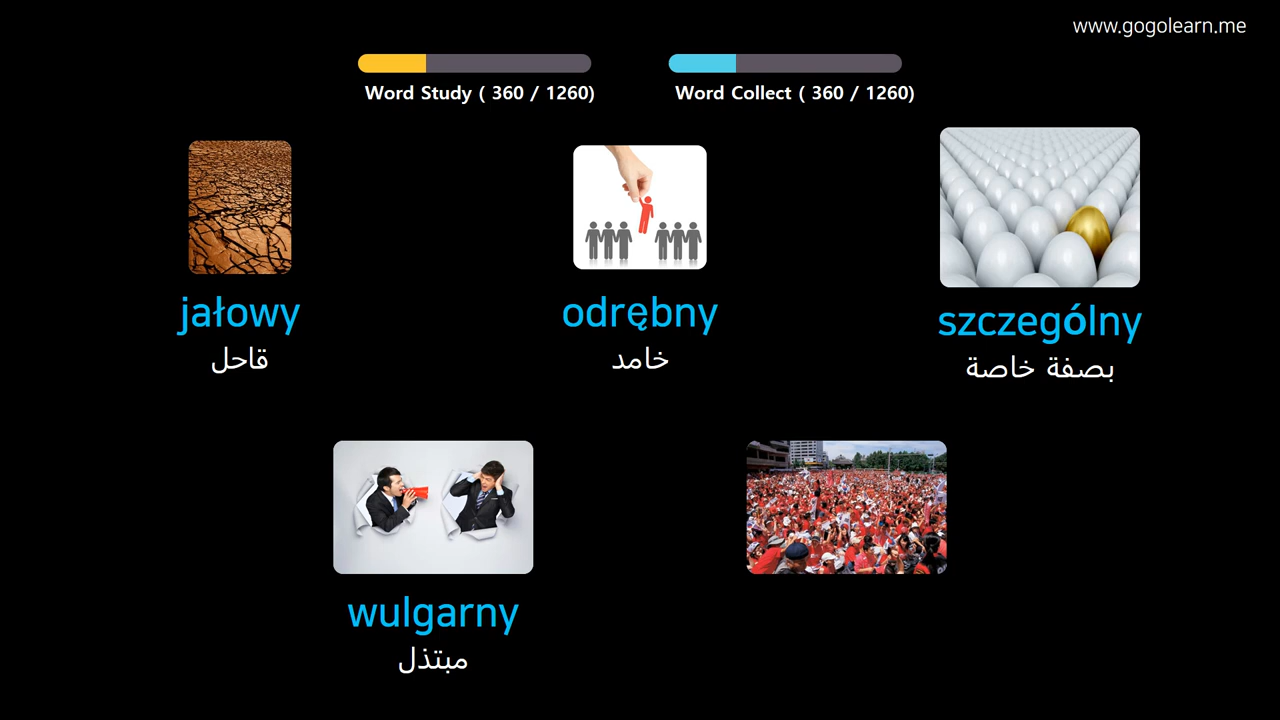 www.gogolearn.me
Word Study ( 360 / 1260)
Word Collect ( 360 / 1260)
jałowy
قاحل
odrębny
خامد
szczególny
بصفة خاصة
wulgarny
مبتذل